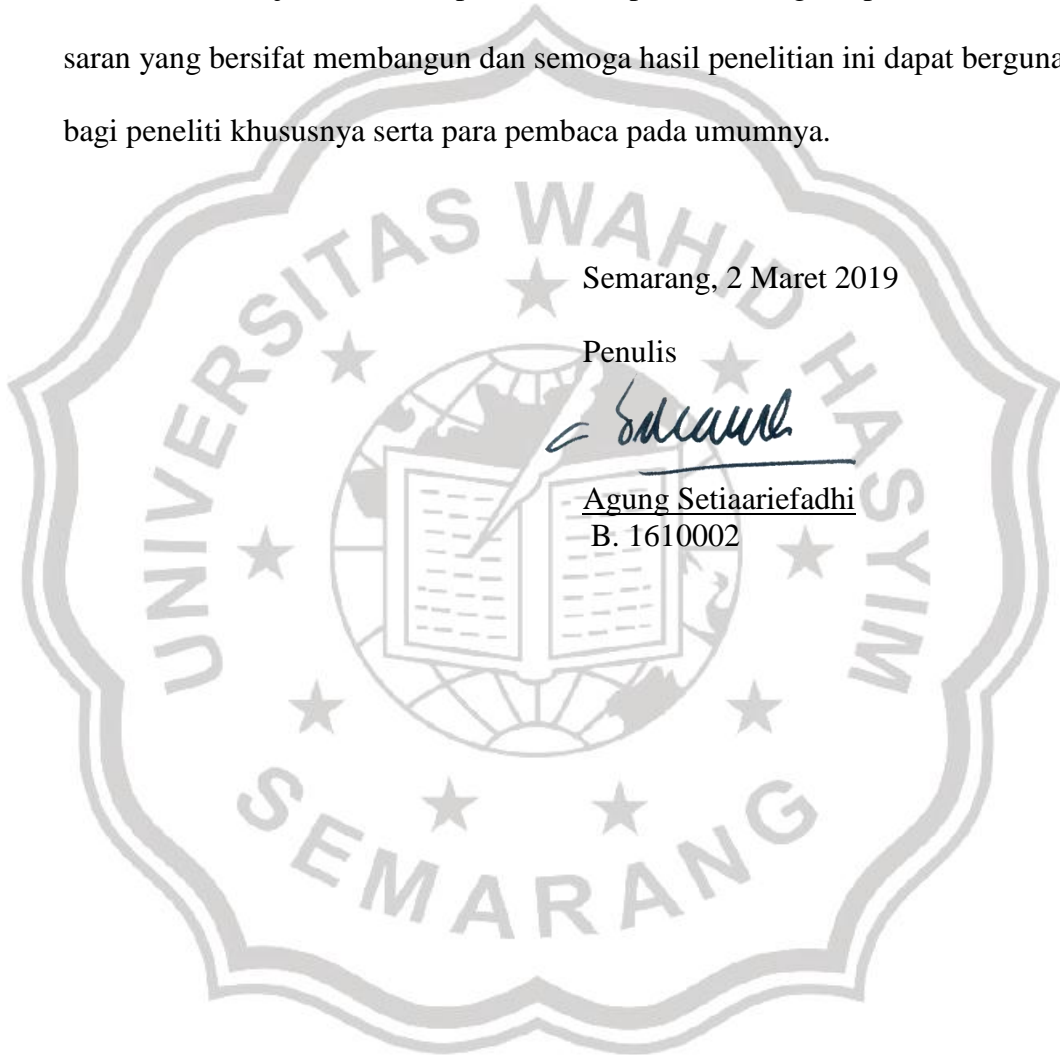 saran yang bersifat membangun dan semoga hasil penelitian ini dapat berguna
bagi peneliti khususnya serta para pembaca pada umumnya.
UNIVERSITAS WAHID HASYIM
Semarang, 2 Maret 2019
Penulis
Agung Setiaariefadhi
B. 1610002
SEMARANG